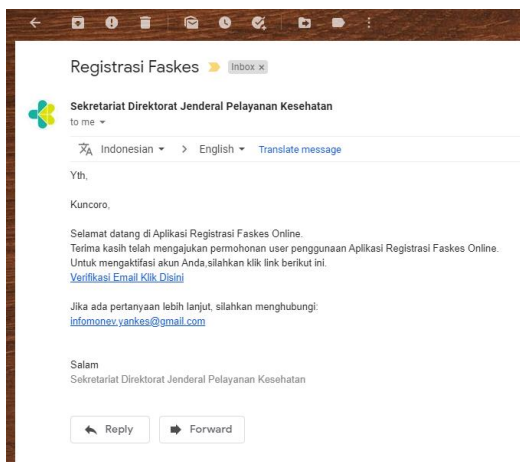 Registrasi Faskes
Inbox x
Sekretariat Direktorat Jenderal Pelayanan Kesehatan
to me
Indonesian > English Translate message
Yth,
Kuncoro,
Selamat datang di Aplikasi Registrasi Faskes Online.
Terima kasih telah mengajukan permohonan user penggunaan Aplikasi Registrasi Faskes Online.
Untuk mengaktifasi akun Anda,silahkan klik link berikut ini.
Verifikasi Email Klik Disini
Jika ada pertanyaan lebih lanjut, silahkan menghubungi:
infomonev.yankes@gmail.com
Salam
Sekretariat Direktorat Jenderal Pelayanan Kesehatan
Reply Forward